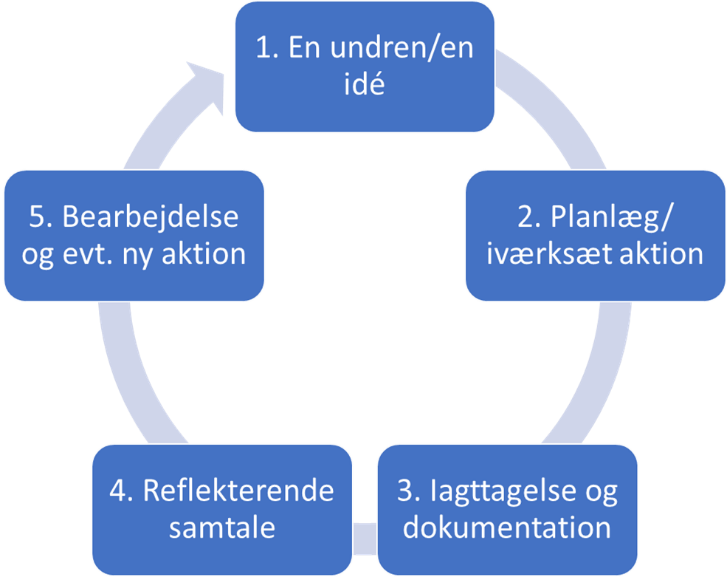 1. En undren/en
idé
2. Planlæg/
iværksæt aktion
3. Iagttagelse og
dokumentation
4. Reflekterende
samtale
5. Bearbejdelse
og evt. ny aktion